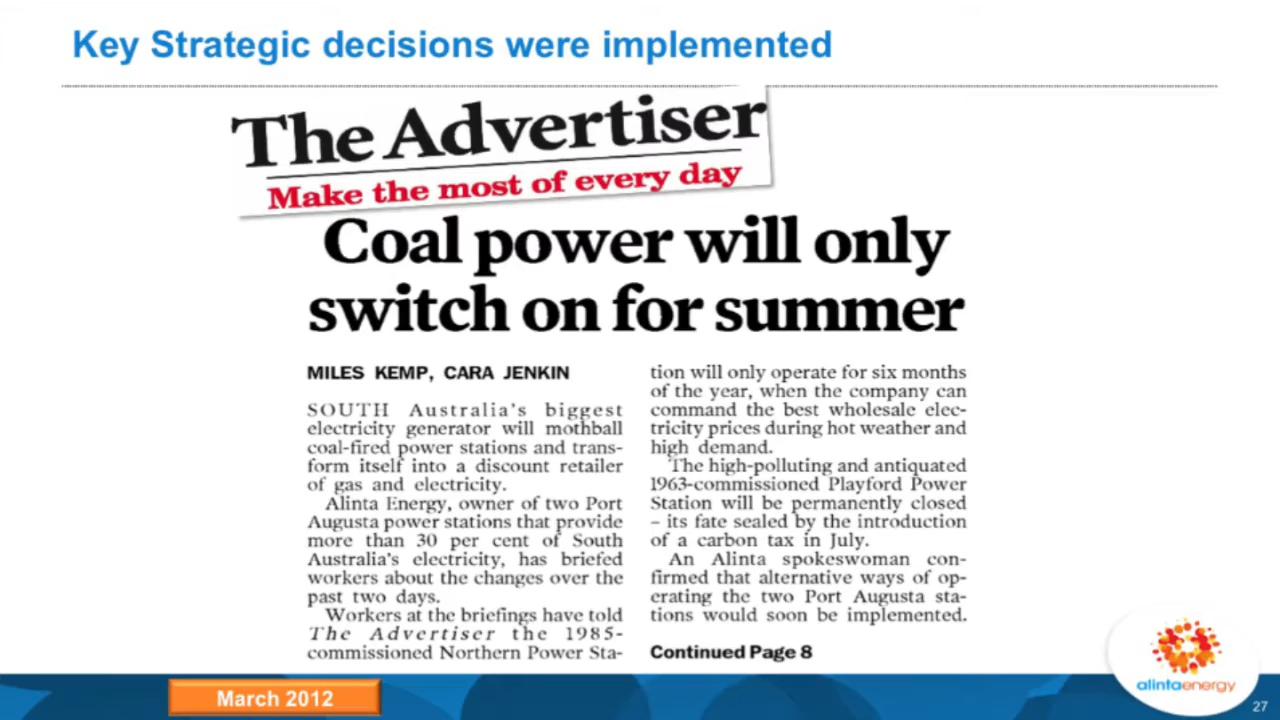 Key Strategic decisions were implemented
The Advertiser
Make the most of every day
Coal power will only
switch on for summer
MILES KEMP, CARA JENKIN
SOUTH Australia's biggest
electricity generator will mothball
coal-fired power stations and trans-
form itself into a discount retailer
of gas and electricity.
Alinta Energy, owner of two Port
Augusta power stations that provide
more than 30 per cent of South
Australia's electricity, has briefed
workers about the changes over the
past two days.
Workers at the briefings have told
The Advertiser the 1985-
commissioned Northern Power Sta-
tion will only operate for six months
of the year, when the company can
command the best wholesale elec-
tricity prices during hot weather and
high demand.
The high-polluting and antiquated
1963-commissioned Playford Power
Station will be permanently closed
– its fate sealed by the introduction
of a carbon tax in July.
An Alinta spokeswoman con-
firmed that alternative ways of op-
erating the two Port Augusta sta-
tions would soon be implemented.
Continued Page 8
March 2012
alintaenergy
27